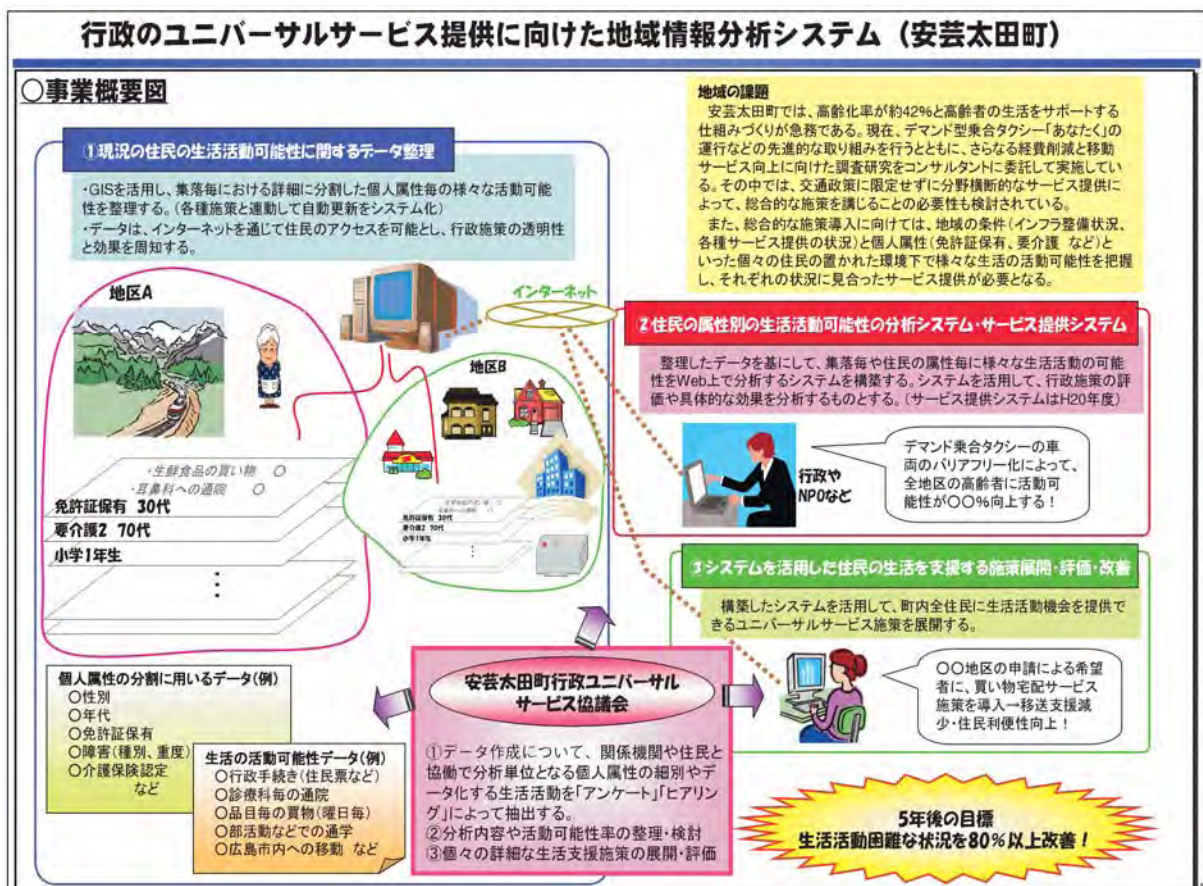 行政のユニバーサルサービス提供に向けた地域情報分析システム（安芸太田町）
○事業概要図
地域の課題
安芸太田町では、高齢化率が約42%と高齢者の生活をサポートする
仕組みづくりが急務である。現在、デマンド型乗合タクシー「あなたく」の
運行などの先進的な取り組みを行うとともに、さらなる経費削減と移動
サービス向上に向けた調査研究をコンサルタントに委託して実施してい
る。その中では、交通政策に限定せずに分野横断的なサービス提供に
よって、総合的な施策を講じることの必要性も検討されている。
また、総合的な施策導入に向けては、地域の条件（インフラ整備状況、
各種サービス提供の状況）と個人属性（免許証保有、要介護 など）と
いった個々の住民の置かれた環境下で様々な生活の活動可能性を把握
し、それぞれの状況に見合ったサービス提供が必要となる。
①現況の住民の生活活動可能性に関するデータ整理
・GISを活用し、集落毎における詳細に分割した個人属性毎の様々な活動可能
性を整理する。（各種施策と連動して自動更新をシステム化）
・データは、インターネットを通じて住民のアクセスを可能とし、行政施策の透明性
と効果を周知する。
地区A
インターネット
地区B
・生鮮食品の買い物 ○
・耳鼻科への通院 ○
免許証保有 30代
要介護2 70代
小学1年生
免許証保有 30代
要介護2 70代
小学1年生
②住民の属性別の生活活動可能性の分析システム・サービス提供システム
整理したデータを基にして、集落毎や住民の属性毎に様々な生活活動の可能
性をWeb上で分析するシステムを構築する。システムを活用して、行政施策の評
価や具体的な効果を分析するものとする。（サービス提供システムはH20年度）
行政や
NPOなど
デマンド乗合タクシーの車
両のバリアフリー化によって、
全地区の高齢者に活動可
能性が○○%向上する！
③システムを活用した住民の生活を支援する施策展開・評価・改善
構築したシステムを活用して、町内全住民に生活活動機会を提供で
きるユニバーサルサービス施策を展開する。
○○地区の申請による希望
者に、買い物宅配サービス
施策を導入→移送支援減
少・住民利便性向上！
個人属性の分割に用いるデータ（例）
○性別
○年代
○免許証保有
○障害（種別、重度）
○介護保険認定
など
生活の活動可能性データ（例）
○行政手続き（住民票など）
○診療科毎の通院
○品目毎の買物（曜日毎）
○部活動などでの通学
○広島市内への移動 など
安芸太田町行政ユニバーサル
サービス協議会
①データ作成について、関係機関や住民と
協働で分析単位となる個人属性の細別やデ
ータ化する生活活動を「アンケート」「ヒアリン
グ」によって抽出する。
②分析内容や活動可能性率の整理・検討
③個々の詳細な生活支援施策の展開・評価
5年後の目標
生活活動困難な状況を80%以上改善！